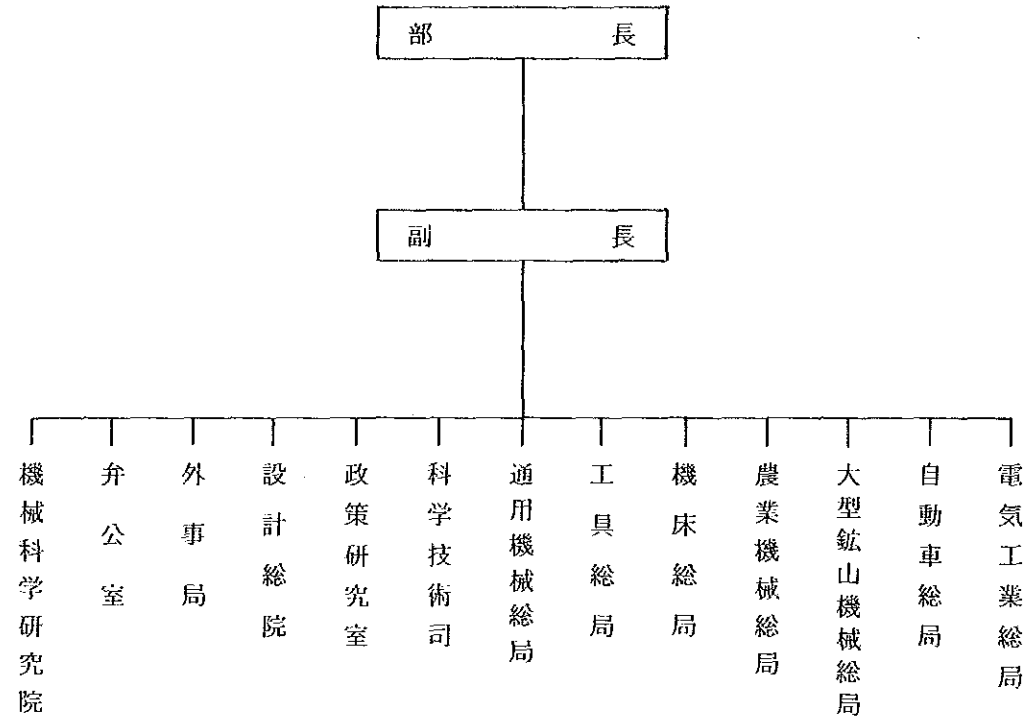 部長
副長
機械科学研究院
弁公室
外事局
設計総院
政策研究室
科学技術司
通用機械総局
工具総局
機床総局
農業機械総局
大型鉱山機械総局
自動車総局
電気工業総局